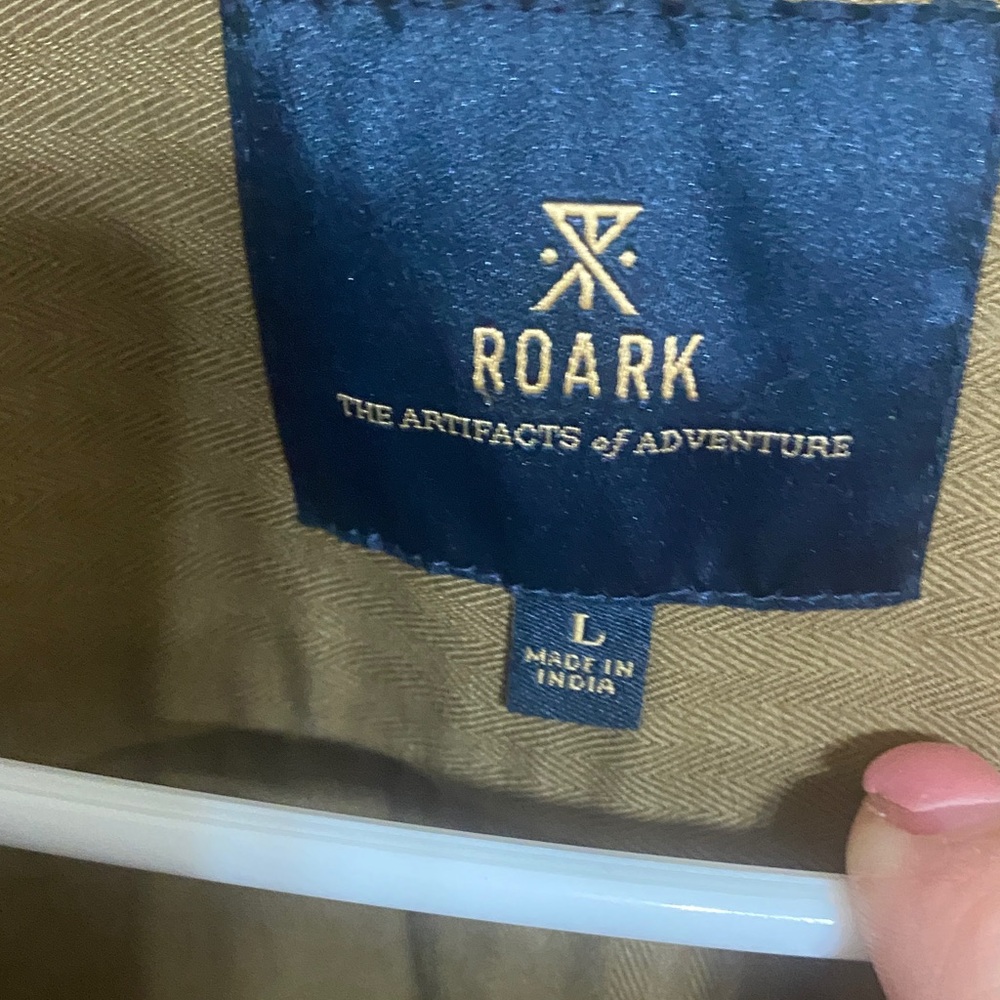 ROARK
THE ARTIFACTS of ADVENTURE
L
MADE IN
INDIA